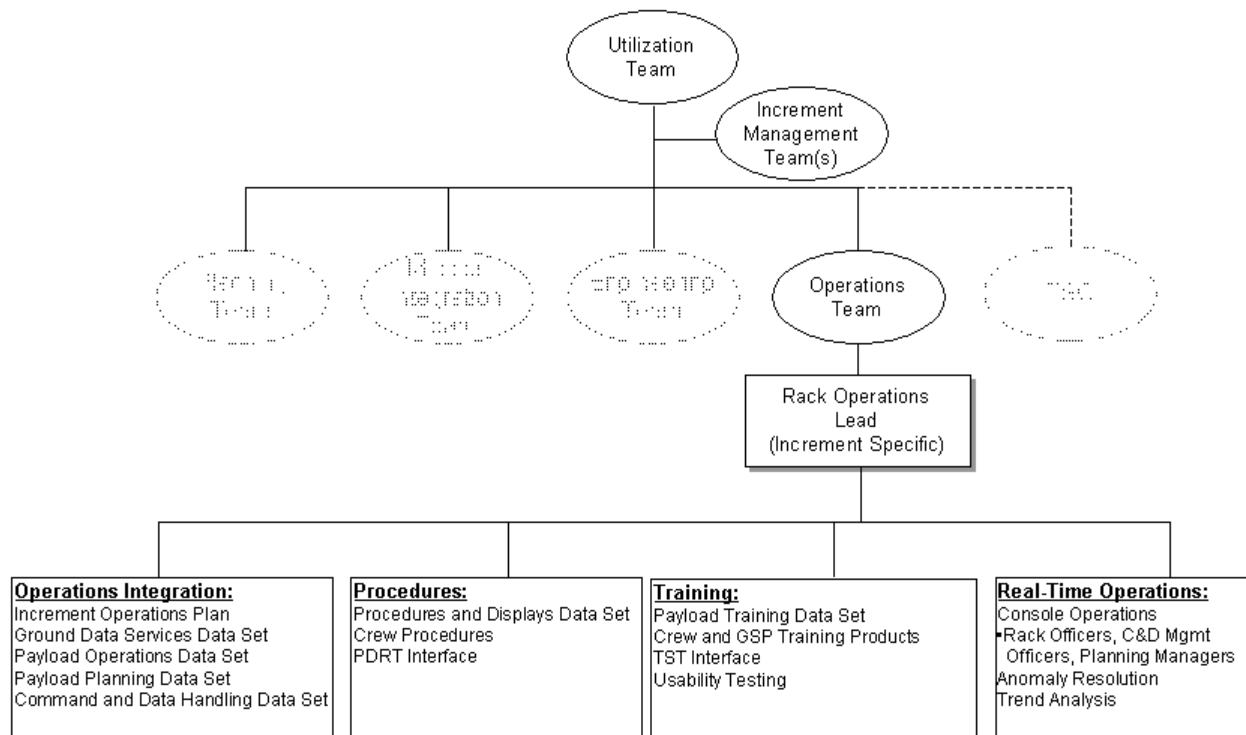 Utilization
Team
Increment
Management
Team(s)
Team
Team
Operations
Team
Rack Operations
Lead
(Increment Specific)
Operations Integration:
Increment Operations Plan
Ground Data Services Data Set
Payload Operations Data Set
Payload Planning Data Set
Command and Data Handling Data Set
Procedures:
Procedures and Displays Data Set
Crew Procedures
PDRT Interface
Training:
Payload Training Data Set
Crew and GSP Training Products
TST Interface
Usability Testing
Real-Time Operations:
Console Operations
▪Rack Officers, C&D Mgmt
Officers, Planning Managers
Anomaly Resolution
Trend Analysis